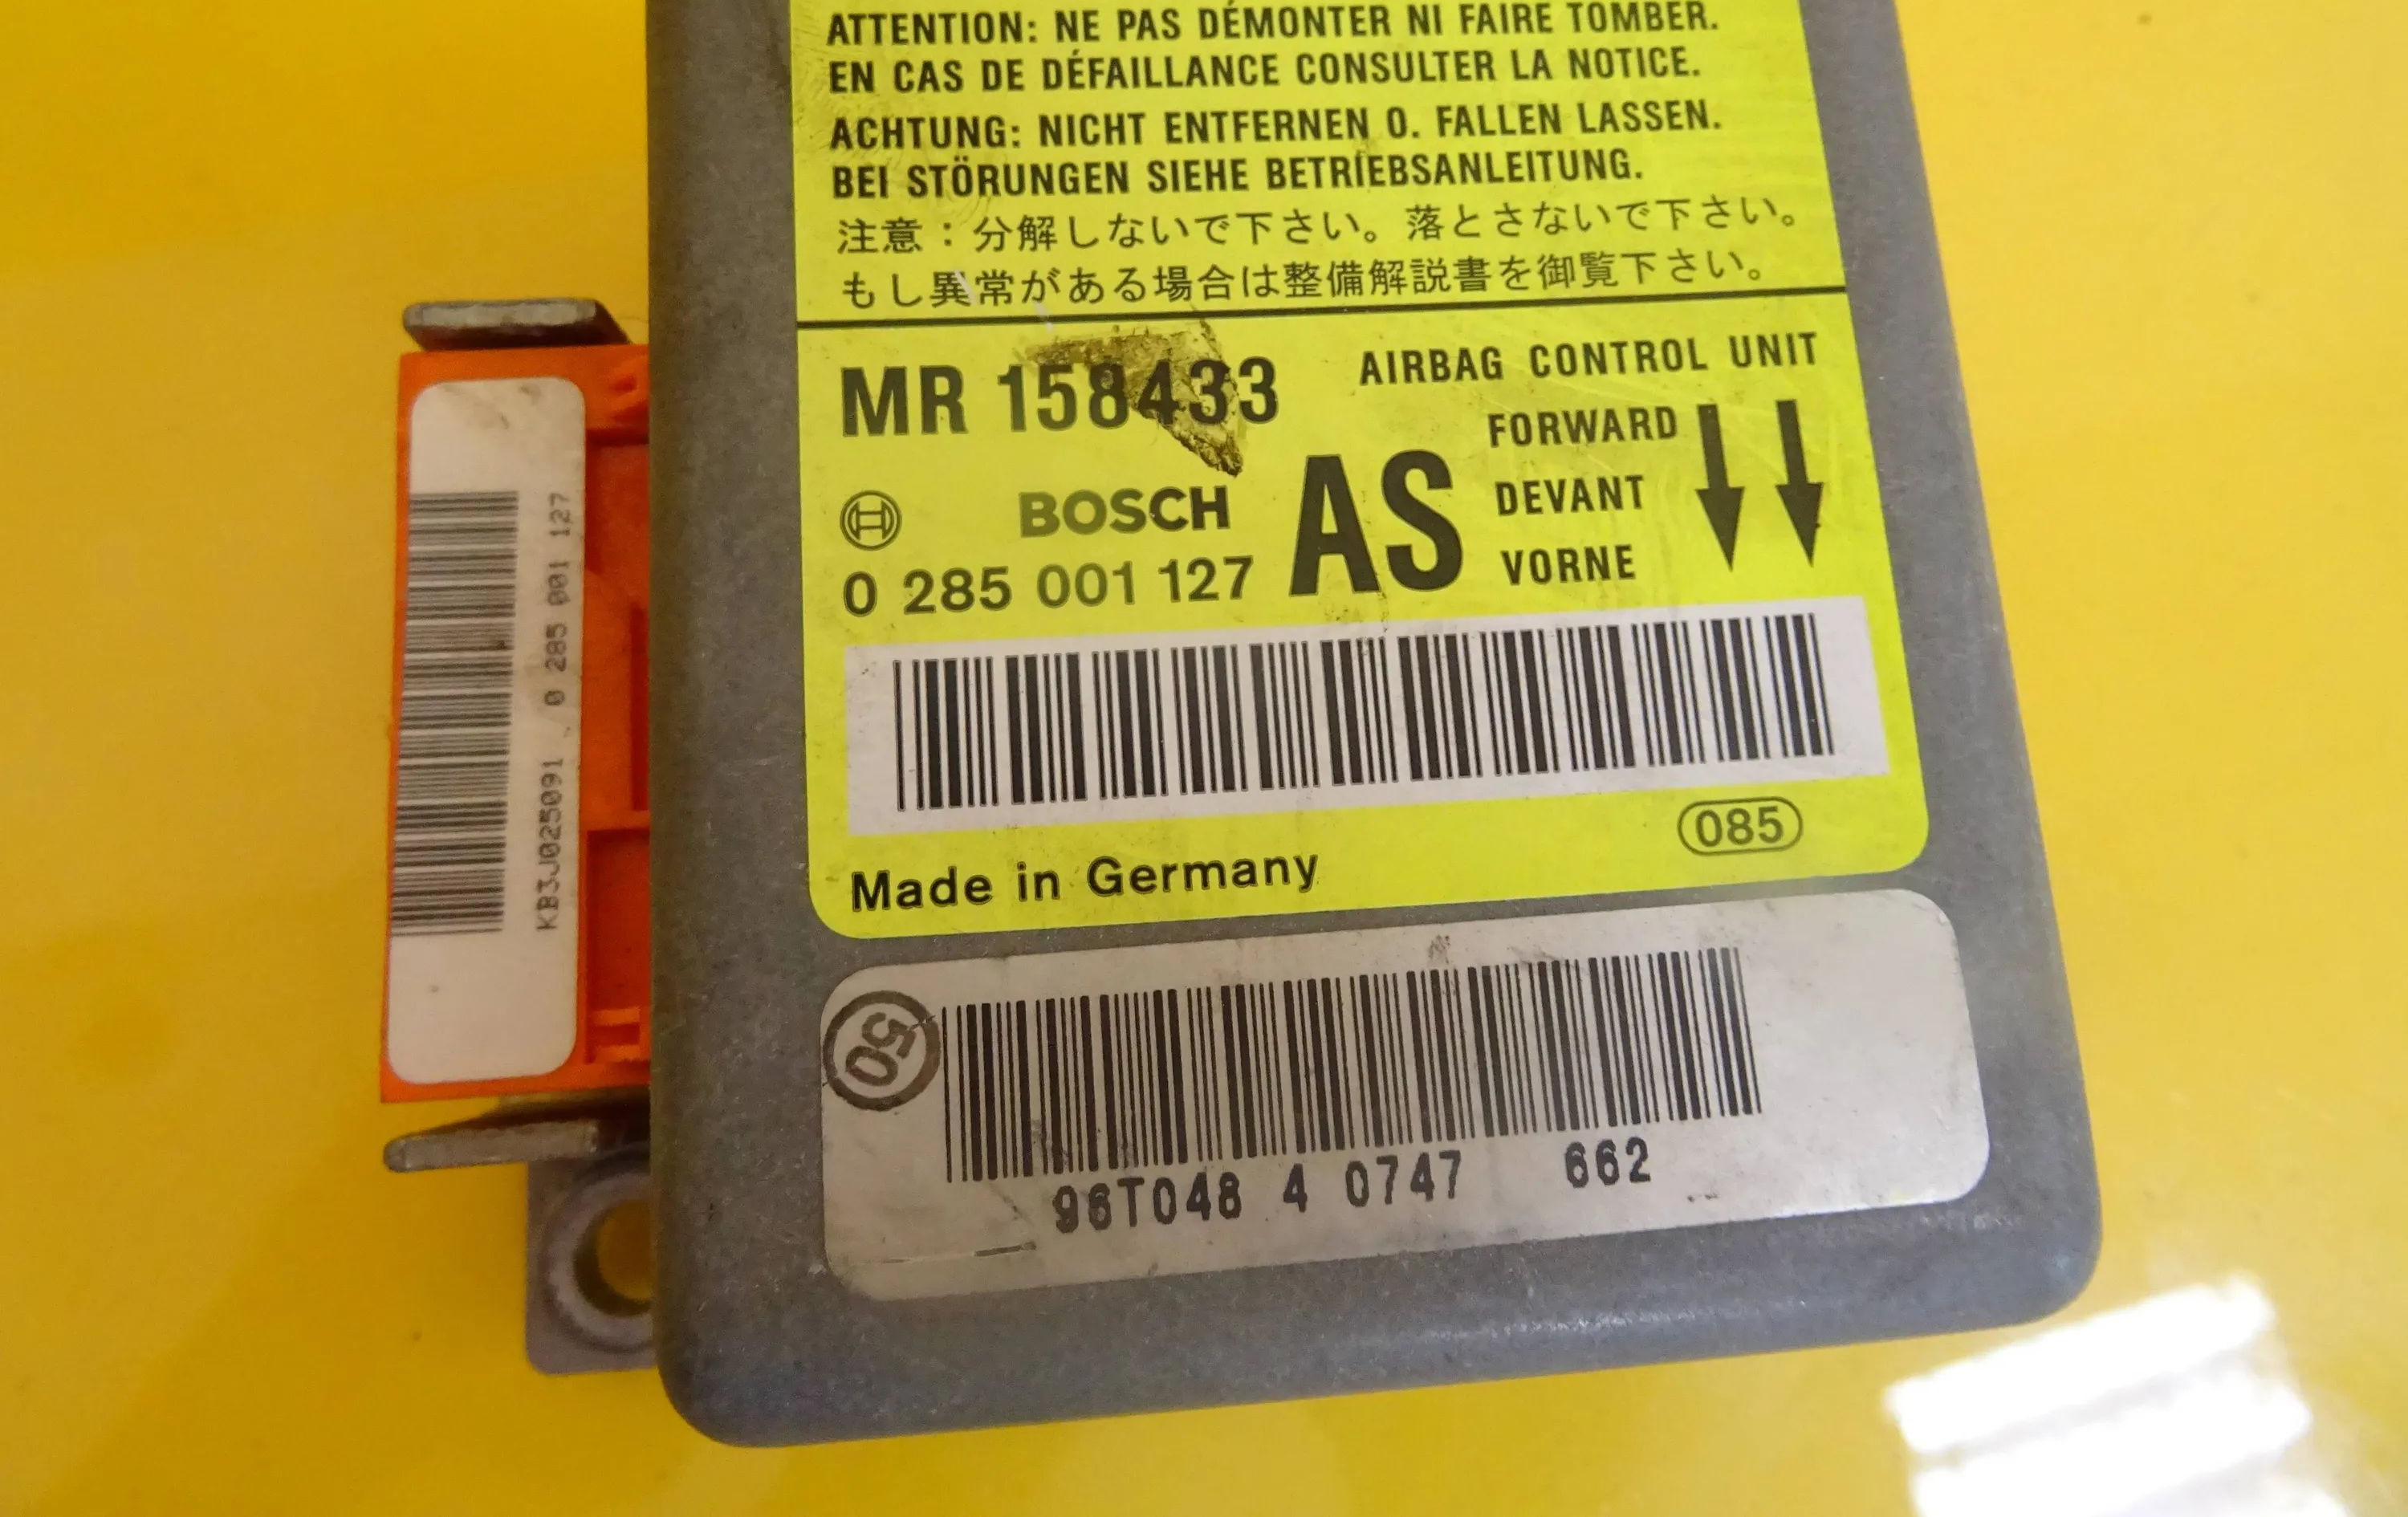 ATTENTION: NE PAS DÉMONTER NI FAIRE TOMBER.
EN CAS DE DÉFAILLANCE CONSULTER LA NOTICE.
ACHTUNG: NICHT ENTFERNEN O. FALLEN LASSEN.
BEI STÖRUNGEN SIEHE BETRIEBSANLEITUNG.
注意：分解しないで下さい。落とさないで下さい。
もし異常がある場合は整備解説書を御覧下さい。
MR 158433
AIRBAG CONTROL UNIT
FORWARD
DEVANT
VORNE
BOSCH
AS
0 285 001 127
085
Made in Germany
50
96T048 4 0747 662
KB3J025091 0 285 001 127